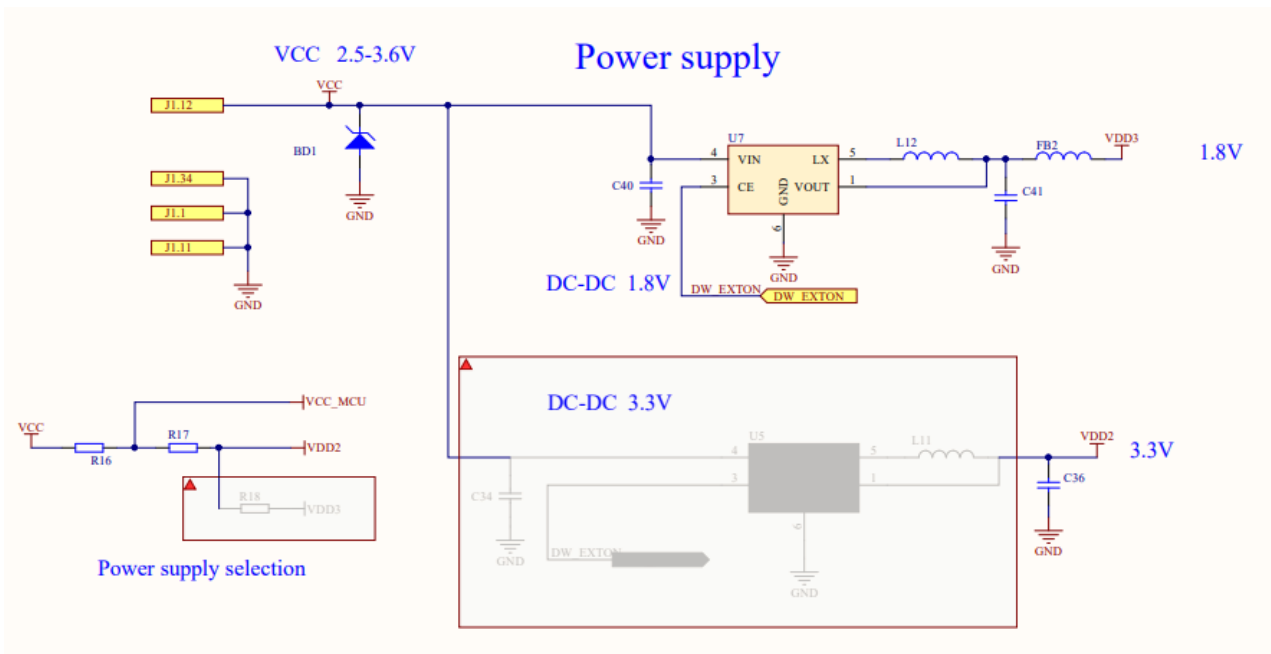 Power supply
VCC 2.5-3.6V
VCC
J1.12
BD1
GND
J1.34
J1.1
J1.11
GND
U7
4 VIN LX 5
3 CE GND VOUT 1
6
C40
GND
GND
L12
FB2
VDD3
1.8V
C41
GND
DC-DC 1.8V
DW_EXTON
DW_EXTON
VCC
R16
R17
VCC_MCU
VDD2
R18
VDD3
Power supply selection
DC-DC 3.3V
U5
4
3
5
1
6
L11
C34
GND
DW_EXTON
GND
VDD2
3.3V
C36
GND